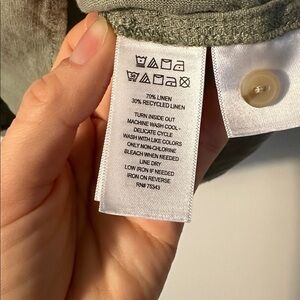 70% LINEN
30% RECYCLED LINEN
TURN INSIDE OUT
MACHINE WASH COOL -
DELICATE CYCLE
WASH WITH LIKE COLORS
ONLY NON-CHLORINE
BLEACH WHEN NEEDED
LINE DRY
LOW IRON IF NEEDED
IRON ON REVERSE
RN# 75343